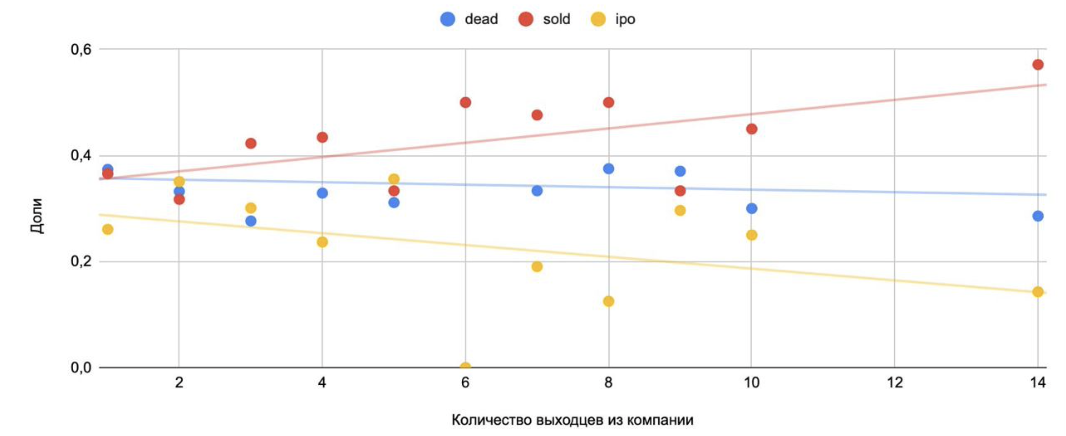 dead sold ipo
0,6
0,4
0,2
0,0
Доли
2 4 6 8 10 12 14
Количество выходцев из компании